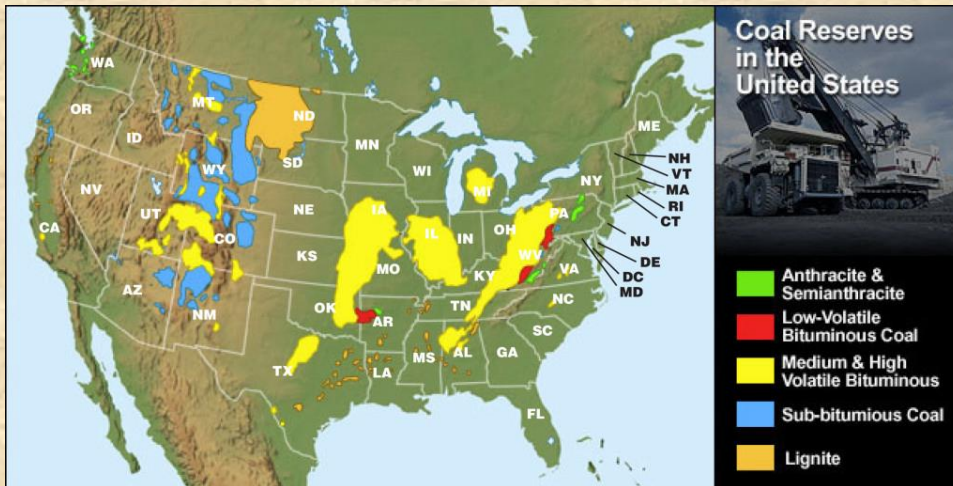 Coal Reserves
in the
United States
WA
OR
ID
MT
ND
MN
SD
WY
WI
MI
NY
ME
NH
VT
MA
RI
CT
NJ
DE
DC
MD
PA
OH
IN
IL
IA
NE
NV
UT
CO
CA
KS
MO
KY
WV
VA
NC
TN
SC
AZ
NM
OK
AR
MS
AL
GA
TX
LA
FL
Anthracite &
Semianthracite
Low-Volatile
Bituminous Coal
Medium & High
Volatile Bituminous
Sub-bitumious Coal
Lignite